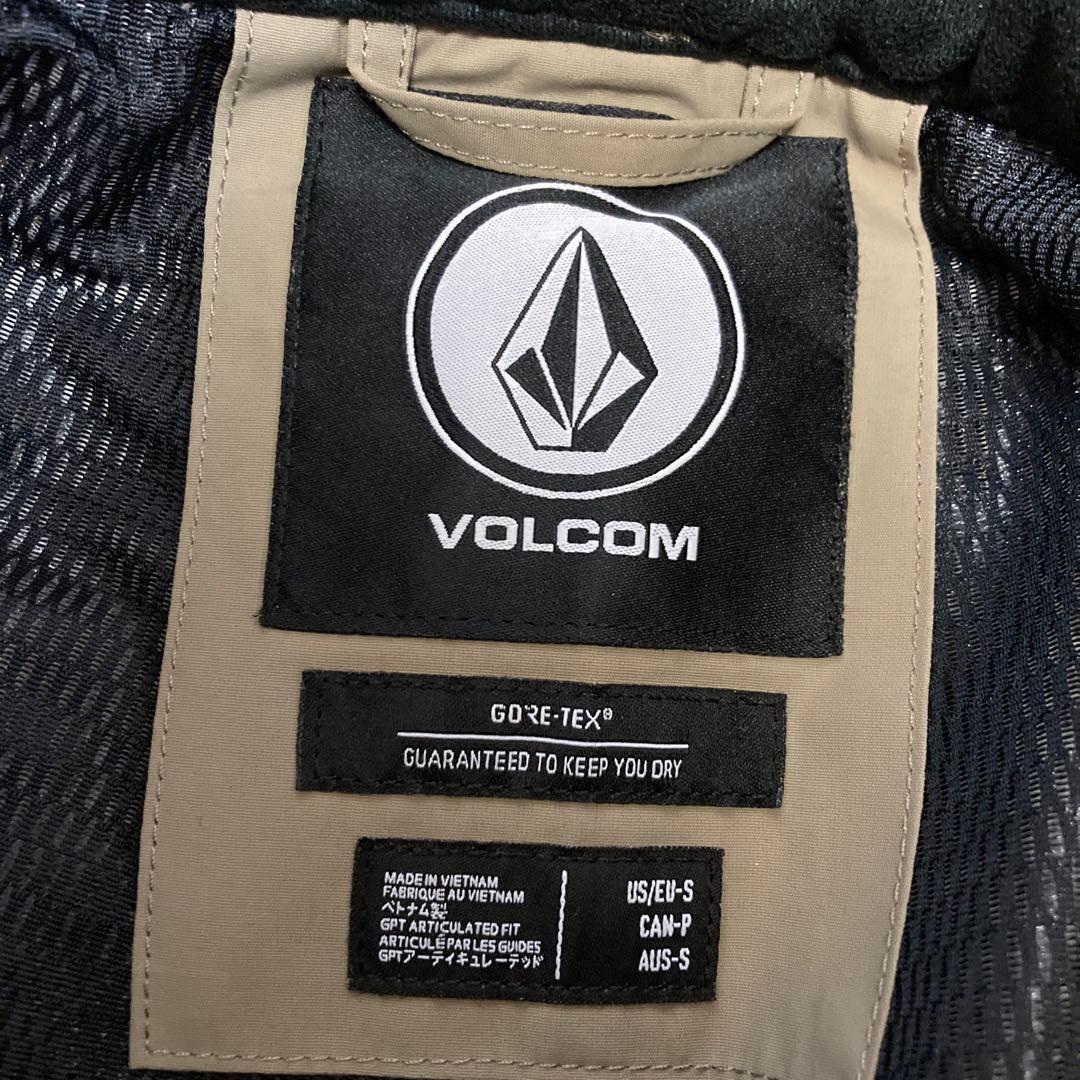 VOLCOM
GORE-TEX®
GUARANTEED TO KEEP YOU DRY
MADE IN VIETNAM
FABRIQUE AU VIETNAM
ベトナム製
GPT ARTICULATED FIT
ARTICULÉ PAR LES GUIDES
GPTアーティキュレーテッド
US/EU-S
CAN-P
AUS-S